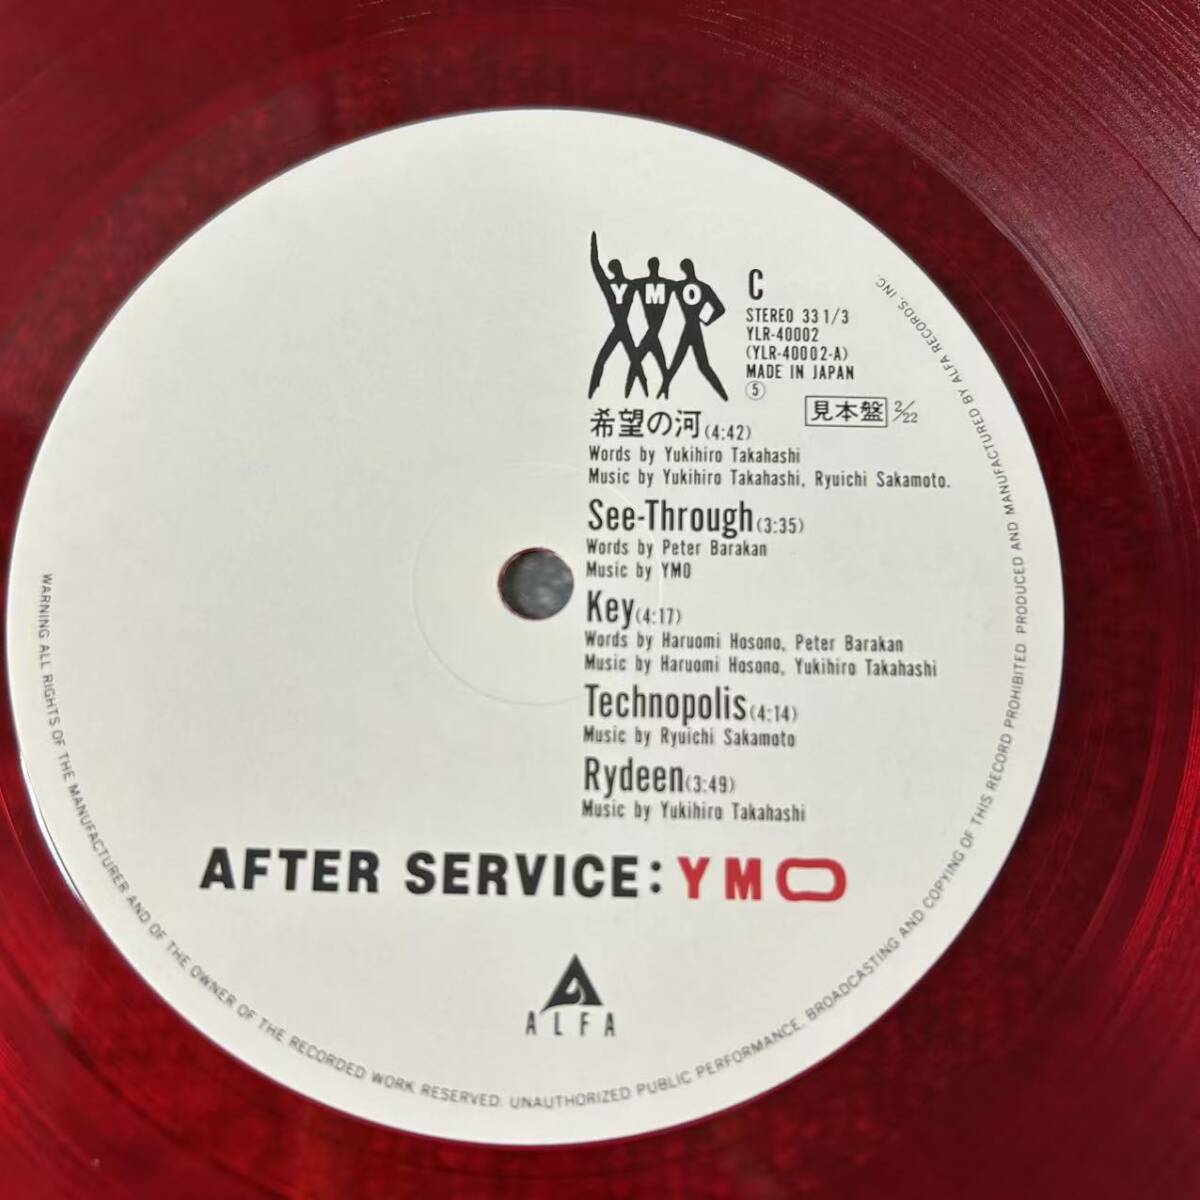 YMO
C
STEREO 33 1/3
YLR-40002
(YLR-40002-A)
MADE IN JAPAN
⑤
見本盤 2/22
希望の河(4:42)
Words by Yukihiro Takahashi
Music by Yukihiro Takahashi, Ryuichi Sakamoto.
See-Through(3:35)
Words by Peter Barakan
Music by YMO
Key(4:17)
Words by Haruomi Hosono, Peter Barakan
Music by Haruomi Hosono, Yukihiro Takahashi
Technopolis(4:14)
Music by Ryuichi Sakamoto
Rydeen(3:49)
Music by Yukihiro Takahashi
AFTER SERVICE: YMO
ALFA
WARNING ALL RIGHTS OF THE MANUFACTURER AND OF THE OWNER OF THE RECORDED WORK RESERVED. UNAUTHORIZED PUBLIC PERFORMANCE, BROADCASTING AND COPYING OF THIS RECORD PROHIBITED PRODUCED AND MANUFACTURED BY ALFA RECORDS, INC.